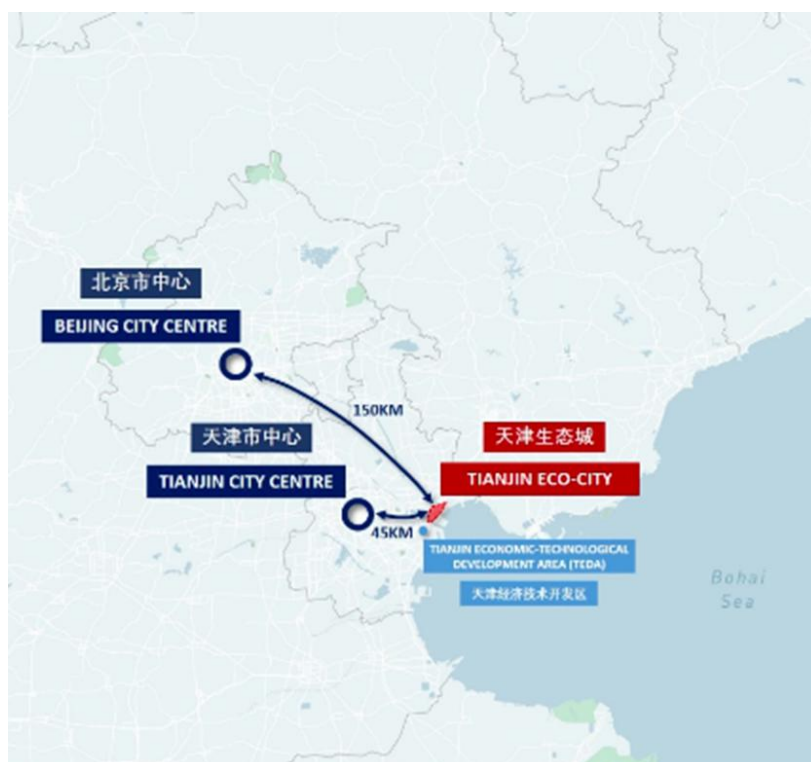 北京市中心
BEIJING CITY CENTRE
150KM
天津市中心
天津生态城
TIANJIN CITY CENTRE
TIANJIN ECO-CITY
45KM
TIANJIN ECONOMIC-TECHNOLOGICAL
DEVELOPMENT AREA (TEDA)
天津经济技术开发区
Bohai
Sea